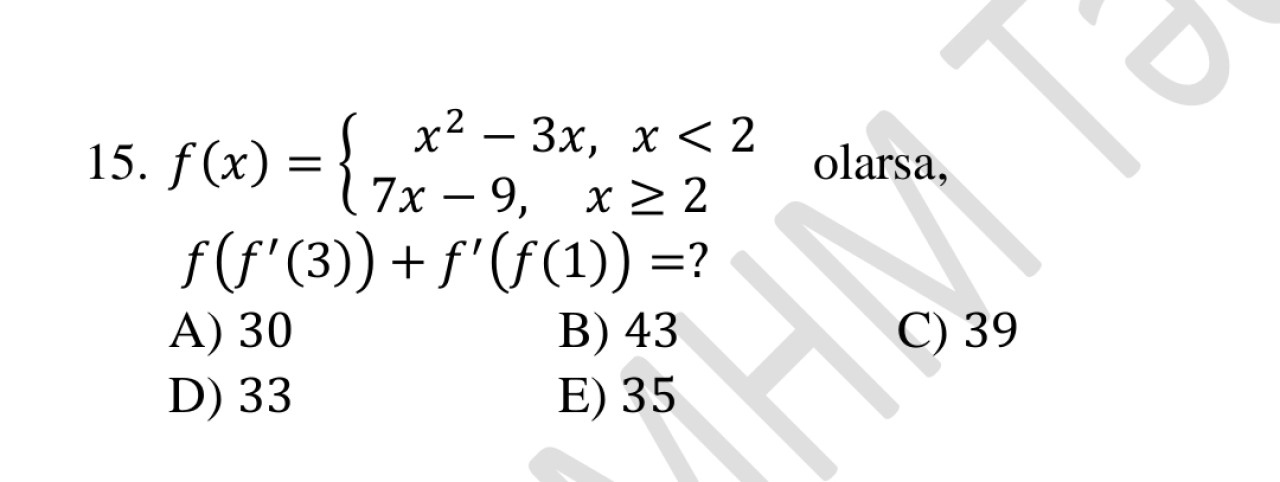 15. f(x) = { x² − 3x, x < 2
7x − 9, x ≥ 2 olarsa,
f(f′(3)) + f′(f(1)) =?
A) 30 B) 43 C) 39
D) 33 E) 35